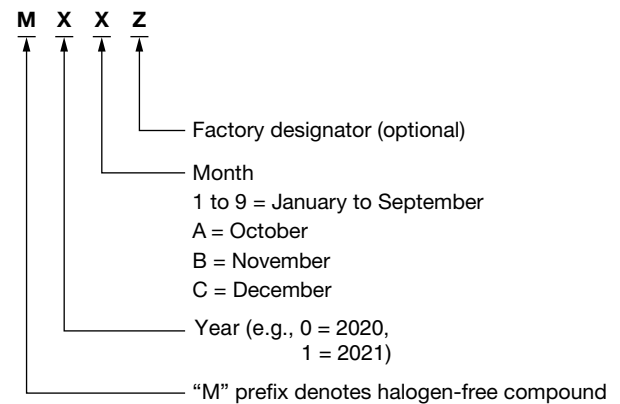 M X X Z
Factory designator (optional)
Month
1 to 9 = January to September
A = October
B = November
C = December
Year (e.g., 0 = 2020,
1 = 2021)
“M” prefix denotes halogen-free compound